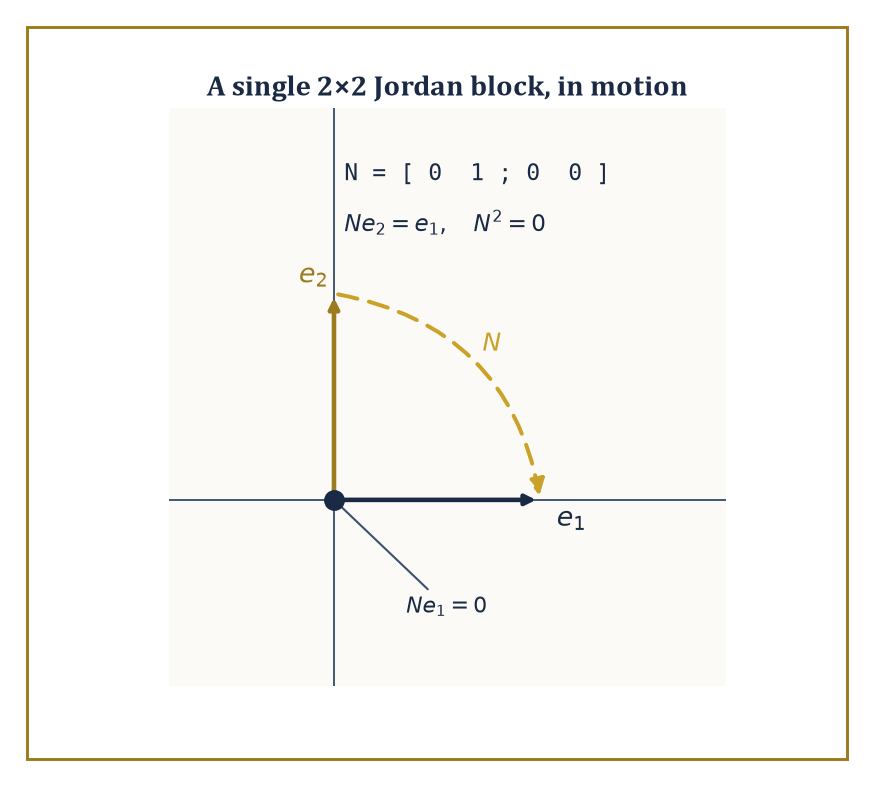 A single 2×2 Jordan block, in motion
N = [ 0  1 ; 0  0 ]
Ne₂ = e₁,  N² = 0
e₂
N
e₁
Ne₁ = 0